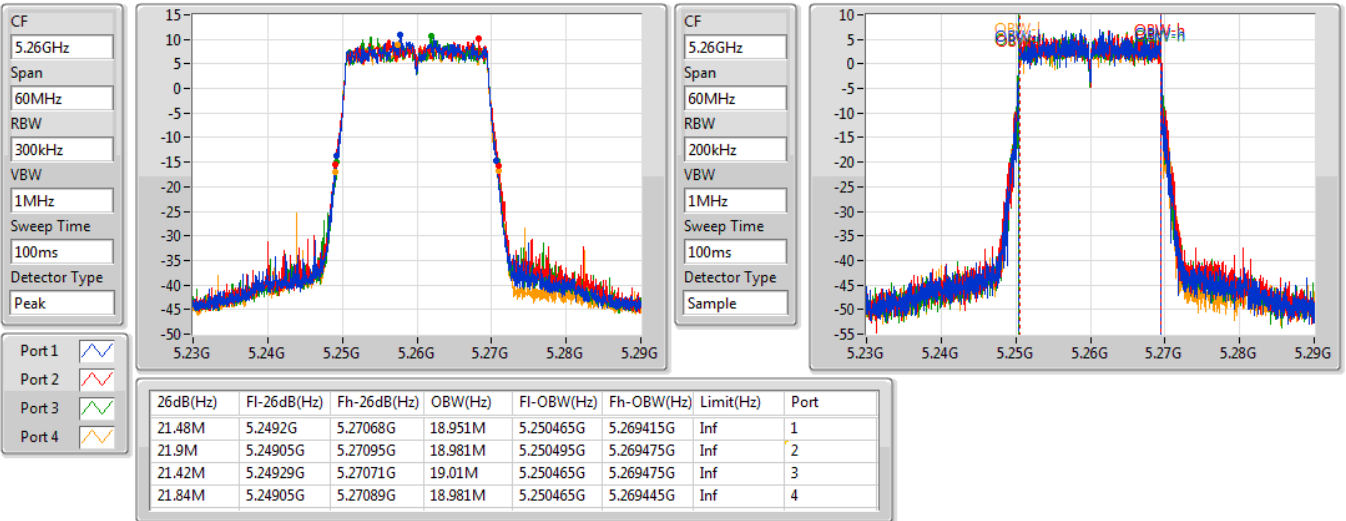 CF
5.26GHz
Span
60MHz
RBW
300kHz
VBW
1MHz
Sweep Time
100ms
Detector Type
Peak
15
10
5
0
-5
-10
-15
-20
-25
-30
-35
-40
-45
-50
5.23G 5.24G 5.25G 5.26G 5.27G 5.28G 5.29G
CF
5.26GHz
Span
60MHz
RBW
200kHz
VBW
1MHz
Sweep Time
100ms
Detector Type
Sample
10
5
0
-5
-10
-15
-20
-25
-30
-35
-40
-45
-50
-55
OBW-h
5.23G 5.24G 5.25G 5.26G 5.27G 5.28G 5.29G
Port 1
Port 2
Port 3
Port 4
26dB(Hz) Fl-26dB(Hz) Fh-26dB(Hz) OBW(Hz) Fl-OBW(Hz) Fh-OBW(Hz) Limit(Hz) Port
21.48M 5.2492G 5.27068G 18.951M 5.250465G 5.269415G Inf 1
21.9M 5.24905G 5.27095G 18.981M 5.250495G 5.269475G Inf 2
21.42M 5.24929G 5.27071G 19.01M 5.250465G 5.269475G Inf 3
21.84M 5.24905G 5.27089G 18.981M 5.250465G 5.269445G Inf 4